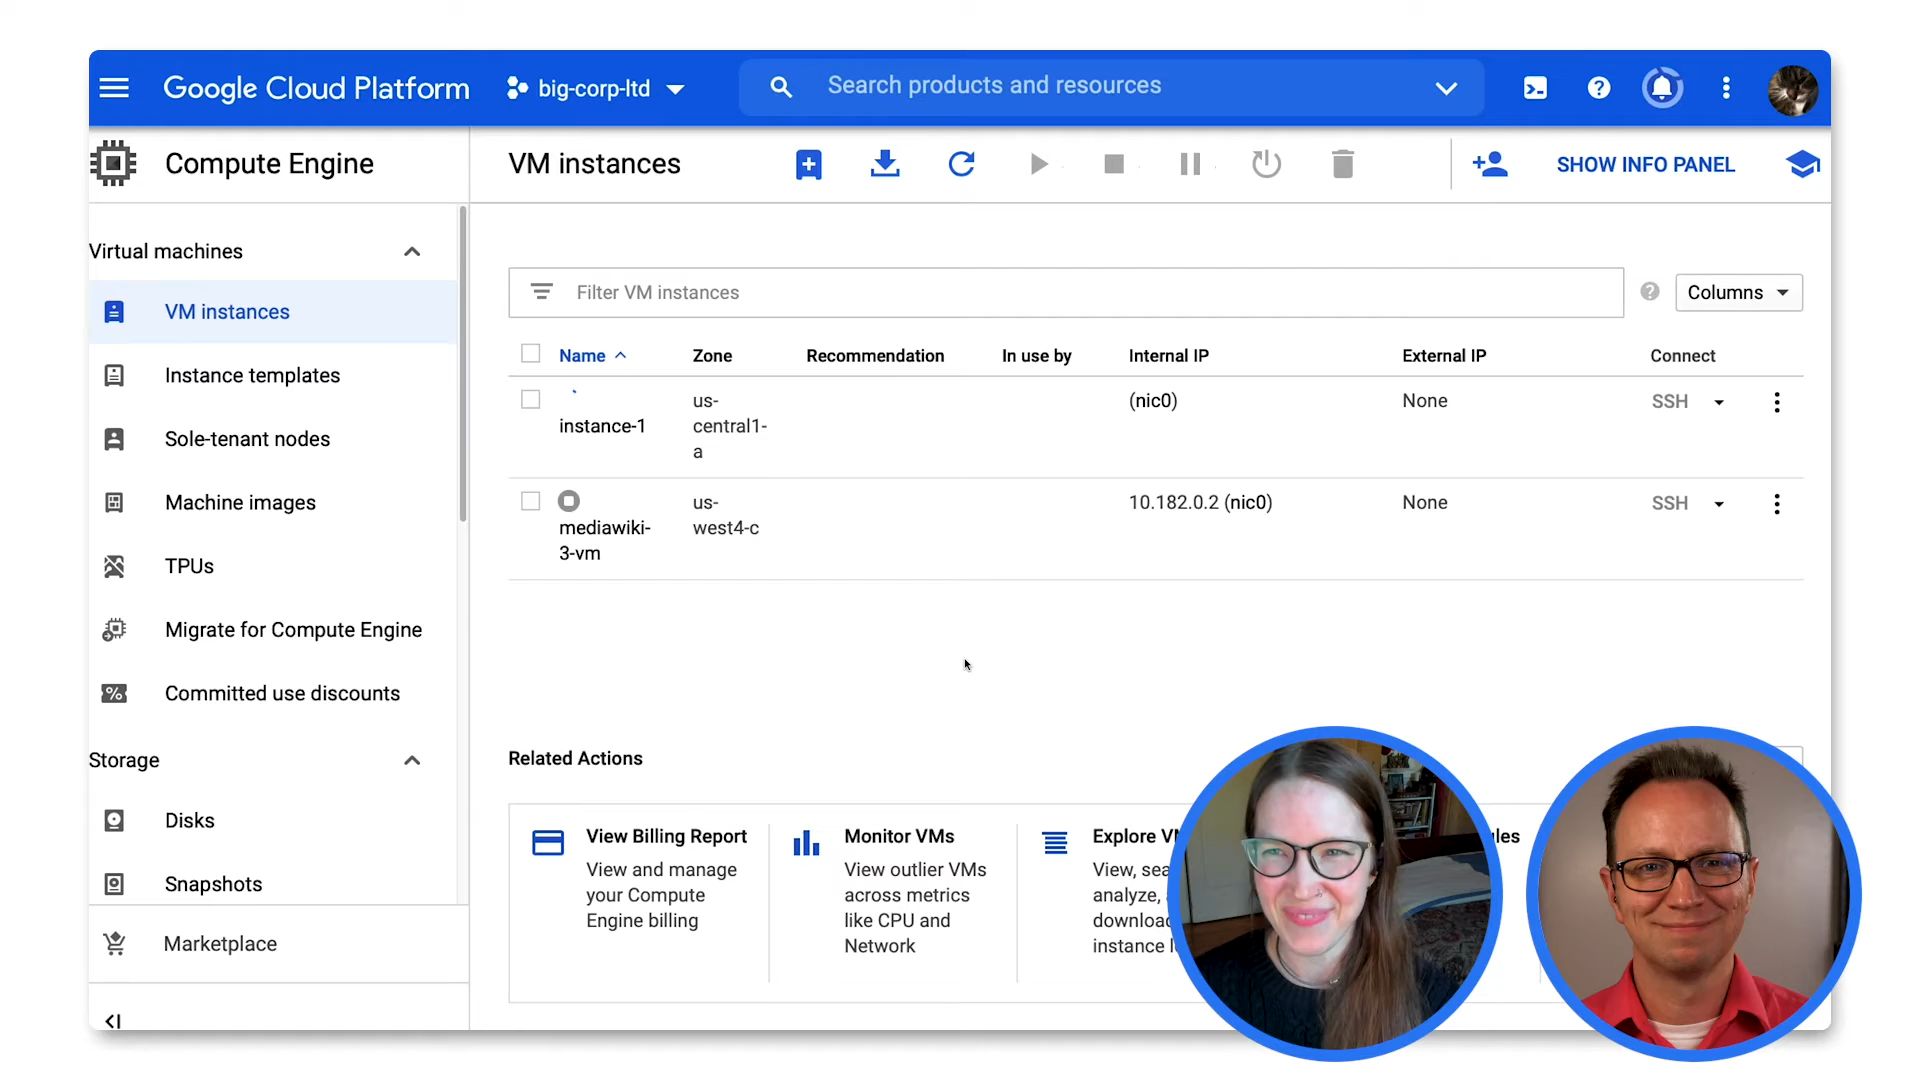 Google Cloud Platform
big-corp-ltd
Search products and resources
Compute Engine
VM instances
SHOW INFO PANEL
Virtual machines
VM instances
Instance templates
Sole-tenant nodes
Machine images
TPUs
Migrate for Compute Engine
Committed use discounts
Storage
Disks
Snapshots
Marketplace
Filter VM instances
Columns
Name Zone Recommendation In use by Internal IP External IP Connect
us- (nic0) None SSH
instance-1 central1-
a
us- 10.182.0.2 (nic0) None SSH
mediawiki- west4-c
3-vm
Related Actions
View Billing Report
View and manage
your Compute
Engine billing
Monitor VMs
View outlier VMs
across metrics
like CPU and
Network
Explore
View,
analyze,
instance